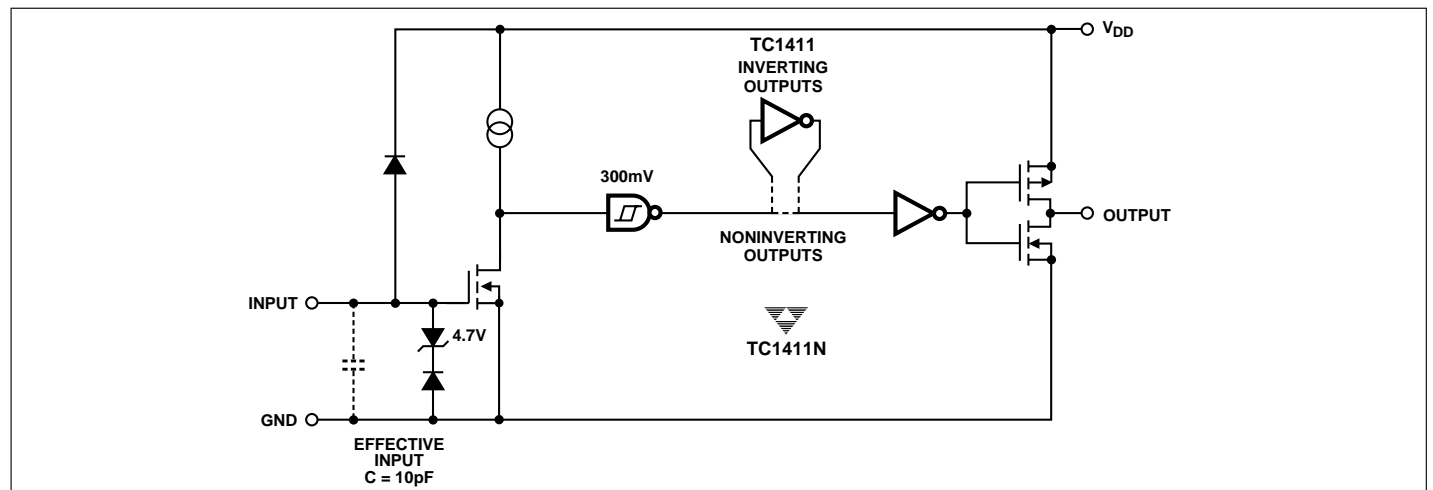 V_DD
TC1411
INVERTING
OUTPUTS
300mV
OUTPUT
NONINVERTING
OUTPUTS
INPUT
4.7V
TC1411N
GND
EFFECTIVE
INPUT
C = 10pF